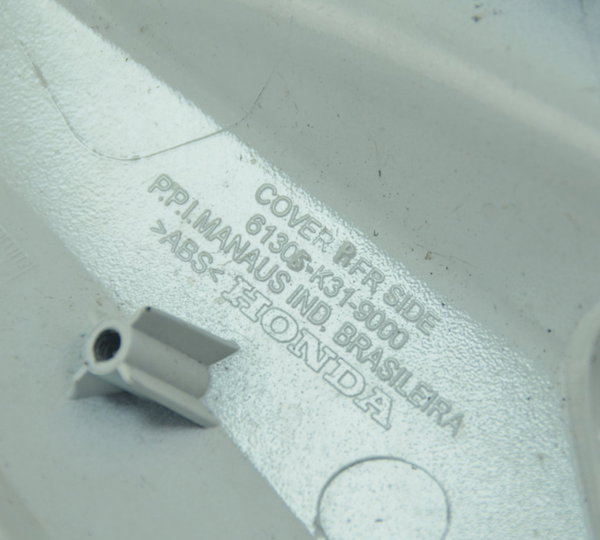 COVER R FR SIDE
61305-K31-9000
P.P.I.MANAUS IND. BRASILEIRA
>ABS< HONDA